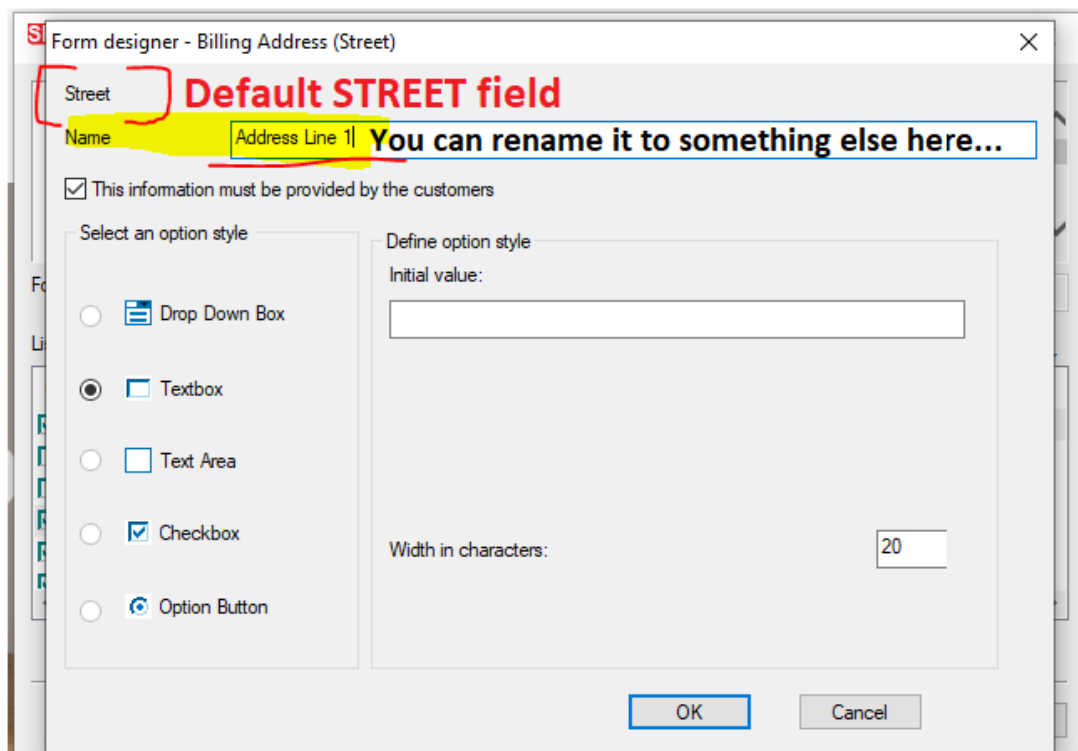 Form designer - Billing Address (Street)
Street
Default STREET field
Name
Address Line 1
You can rename it to something else here...
This information must be provided by the customers
Select an option style
Define option style
Initial value:
Drop Down Box
Textbox
Text Area
Checkbox
Width in characters:
20
Option Button
OK
Cancel